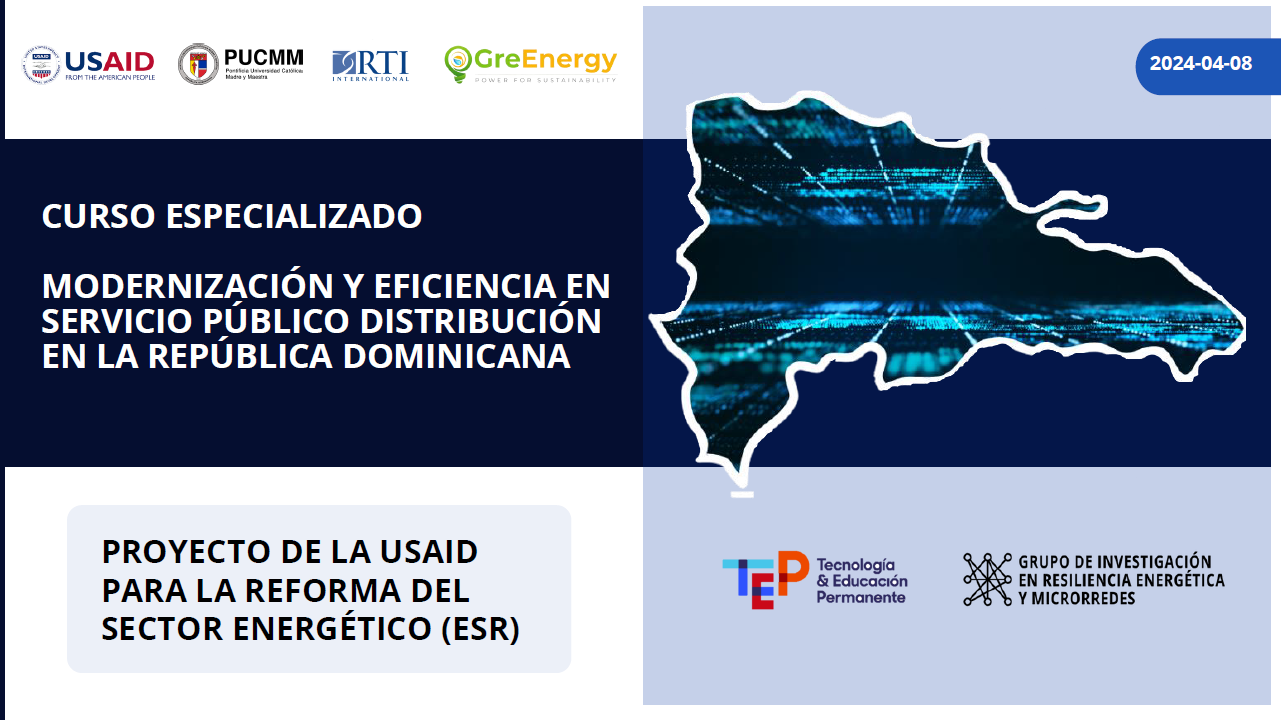 USAID
FROM THE AMERICAN PEOPLE
PUCMM
Pontificia Universidad Católica
Madre y Maestra
RTI
INTERNATIONAL
GreEnergy
POWER FOR SUSTAINABILITY
2024-04-08
CURSO ESPECIALIZADO
MODERNIZACIÓN Y EFICIENCIA EN
SERVICIO PÚBLICO DISTRIBUCIÓN
EN LA REPÚBLICA DOMINICANA
PROYECTO DE LA USAID
PARA LA REFORMA DEL
SECTOR ENERGÉTICO (ESR)
TEP
Tecnología
& Educación
Permanente
GRUPO DE INVESTIGACIÓN
EN RESILIENCIA ENERGÉTICA
Y MICRORREDES